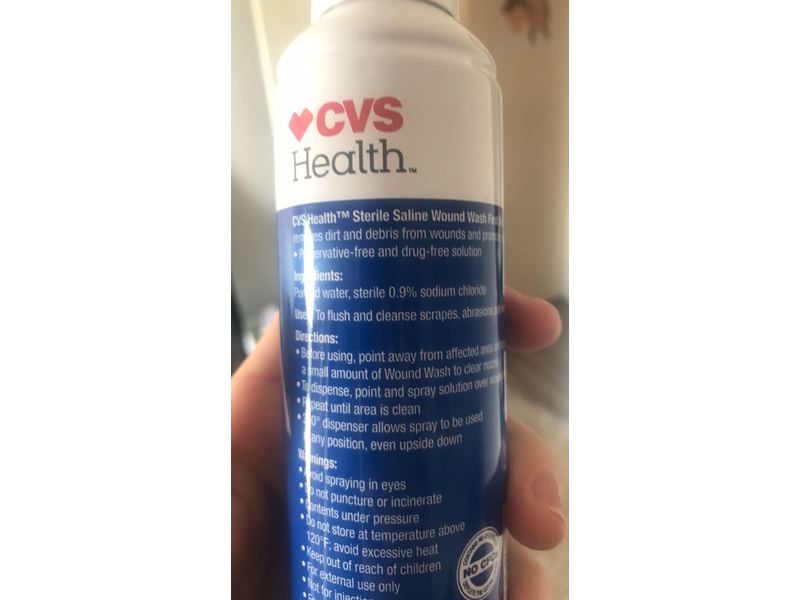 CVS
Health™
CVS Health™ Sterile Saline Wound Wash
removes dirt and debris from wounds and
• Preservative-free and drug-free solution
Ingredients:
Purified water, sterile 0.9% sodium chloride
Uses: To flush and cleanse scrapes, abrasions and
Directions:
• Before using, point away from affected area and
a small amount of Wound Wash to clear nozzle
• To dispense, point and spray solution over
• Repeat until area is clean
• 360° dispenser allows spray to be used
in any position, even upside down
Warnings:
• Avoid spraying in eyes
• Do not puncture or incinerate
• Contents under pressure
• Do not store at temperature above
120°F; avoid excessive heat
• Keep out of reach of children
• For external use only
• Not for injection
NO CFCs